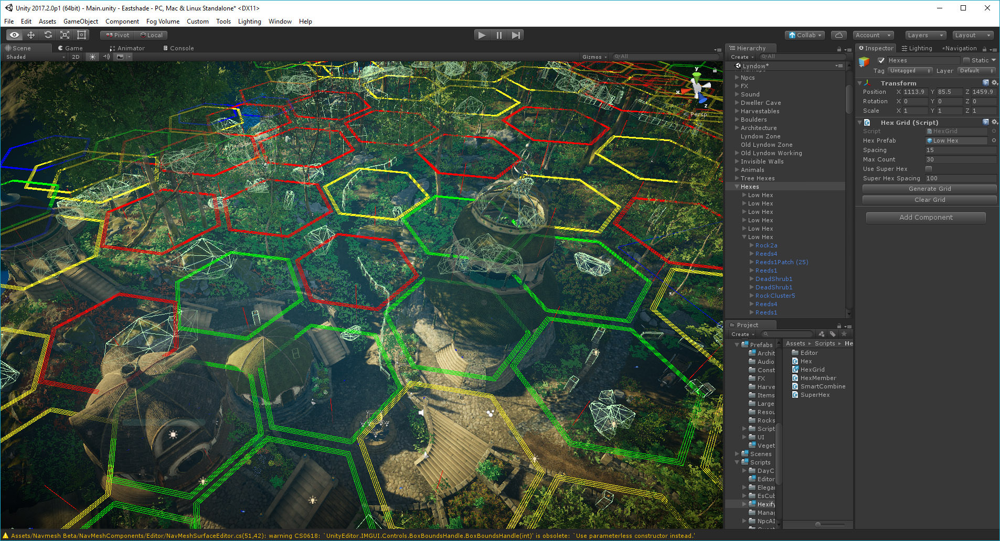 Unity 2017.2.0p1 (64bit) - Main.unity - Eastshade - PC, Mac & Linux Standalone* <DX11>
File Edit Assets GameObject Component Fog Volume Custom Tools Lighting Window Help
Pivot Local Collab Account Layers Layout
Scene Game Animator Console
Shaded 2D Gizmos All
y
x
z
Persp
Hierarchy
Create All
Lyndow*
Npcs
FX
Sound
Dweller Cave
Harvestables
Boulders
Architecture
Lyndow Zone
Old Lyndow Zone
Old Lyndow Working
Invisible Walls
Animals
Tree Hexes
Hexes
Low Hex
Low Hex
Low Hex
Low Hex
Low Hex
Low Hex
Rock2a
Reeds4
Reeds1Patch (25)
Reeds1
DeadShrub1
DeadShrub1
RockCluster5
Reeds4
Reeds1
Project
Create
Prefabs
Archit
Audio
Const
FX
Harve
Items
Large
Resou
Rocks
Script
UI
Veget
Scenes
Scripts
DayC
Editor
Elegar
EsCub
Hexify
Manag
NpcAI
Assets Scripts He
Editor
Hex
HexGrid
HexMember
SmartCombine
SuperHex
Inspector Lighting Navigation
Hexes Static
Tag Untagged Layer Default
Transform
Position X 1113.9 Y 85.5 Z 1459.9
Rotation X 0 Y 0 Z 0
Scale X 1 Y 1 Z 1
Hex Grid (Script)
Script HexGrid
Hex Prefab Low Hex
Spacing 15
Max Count 30
Use Super Hex
Super Hex Spacing 100
Generate Grid
Clear Grid
Add Component
Assets/Navmesh Beta/NavMeshComponents/Editor/NavMeshSurfaceEditor.cs(51,42): warning CS0618: `UnityEditor.IMGUI.Controls.BoxBoundsHandle.BoxBoundsHandle(int)' is obsolete: `Use parameterless constructor instead.'